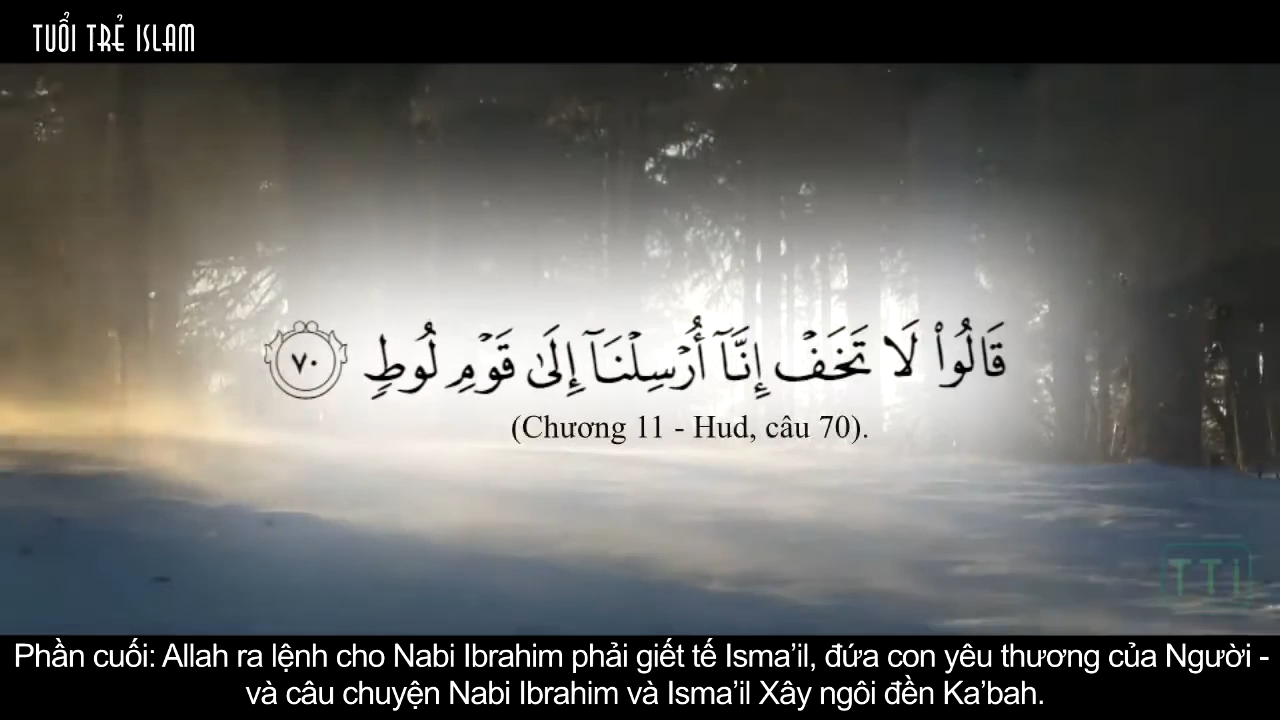 TUỔI TRẺ ISLAM
قَالُوا۟ لَا تَخَفْ إِنَّآ أُرْسِلْنَآ إِلَىٰ قَوْمِ لُوطٍ ٧٠
(Chương 11 - Hud, câu 70).
TTi
Phần cuối: Allah ra lệnh cho Nabi Ibrahim phải giết tế Isma’il, đứa con yêu thương của Người -
và câu chuyện Nabi Ibrahim và Isma’il Xây ngôi đền Ka’bah.